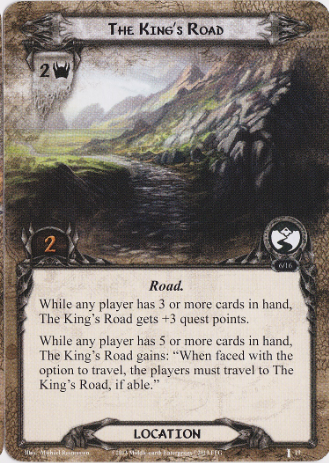 THE KING'S ROAD
2
2
6/16
Road.
While any player has 3 or more cards in hand,
The King's Road gets +3 quest points.
While any player has 5 or more cards in hand,
The King's Road gains: "When faced with the
option to travel, the players must travel to The
King's Road, if able."
LOCATION
1